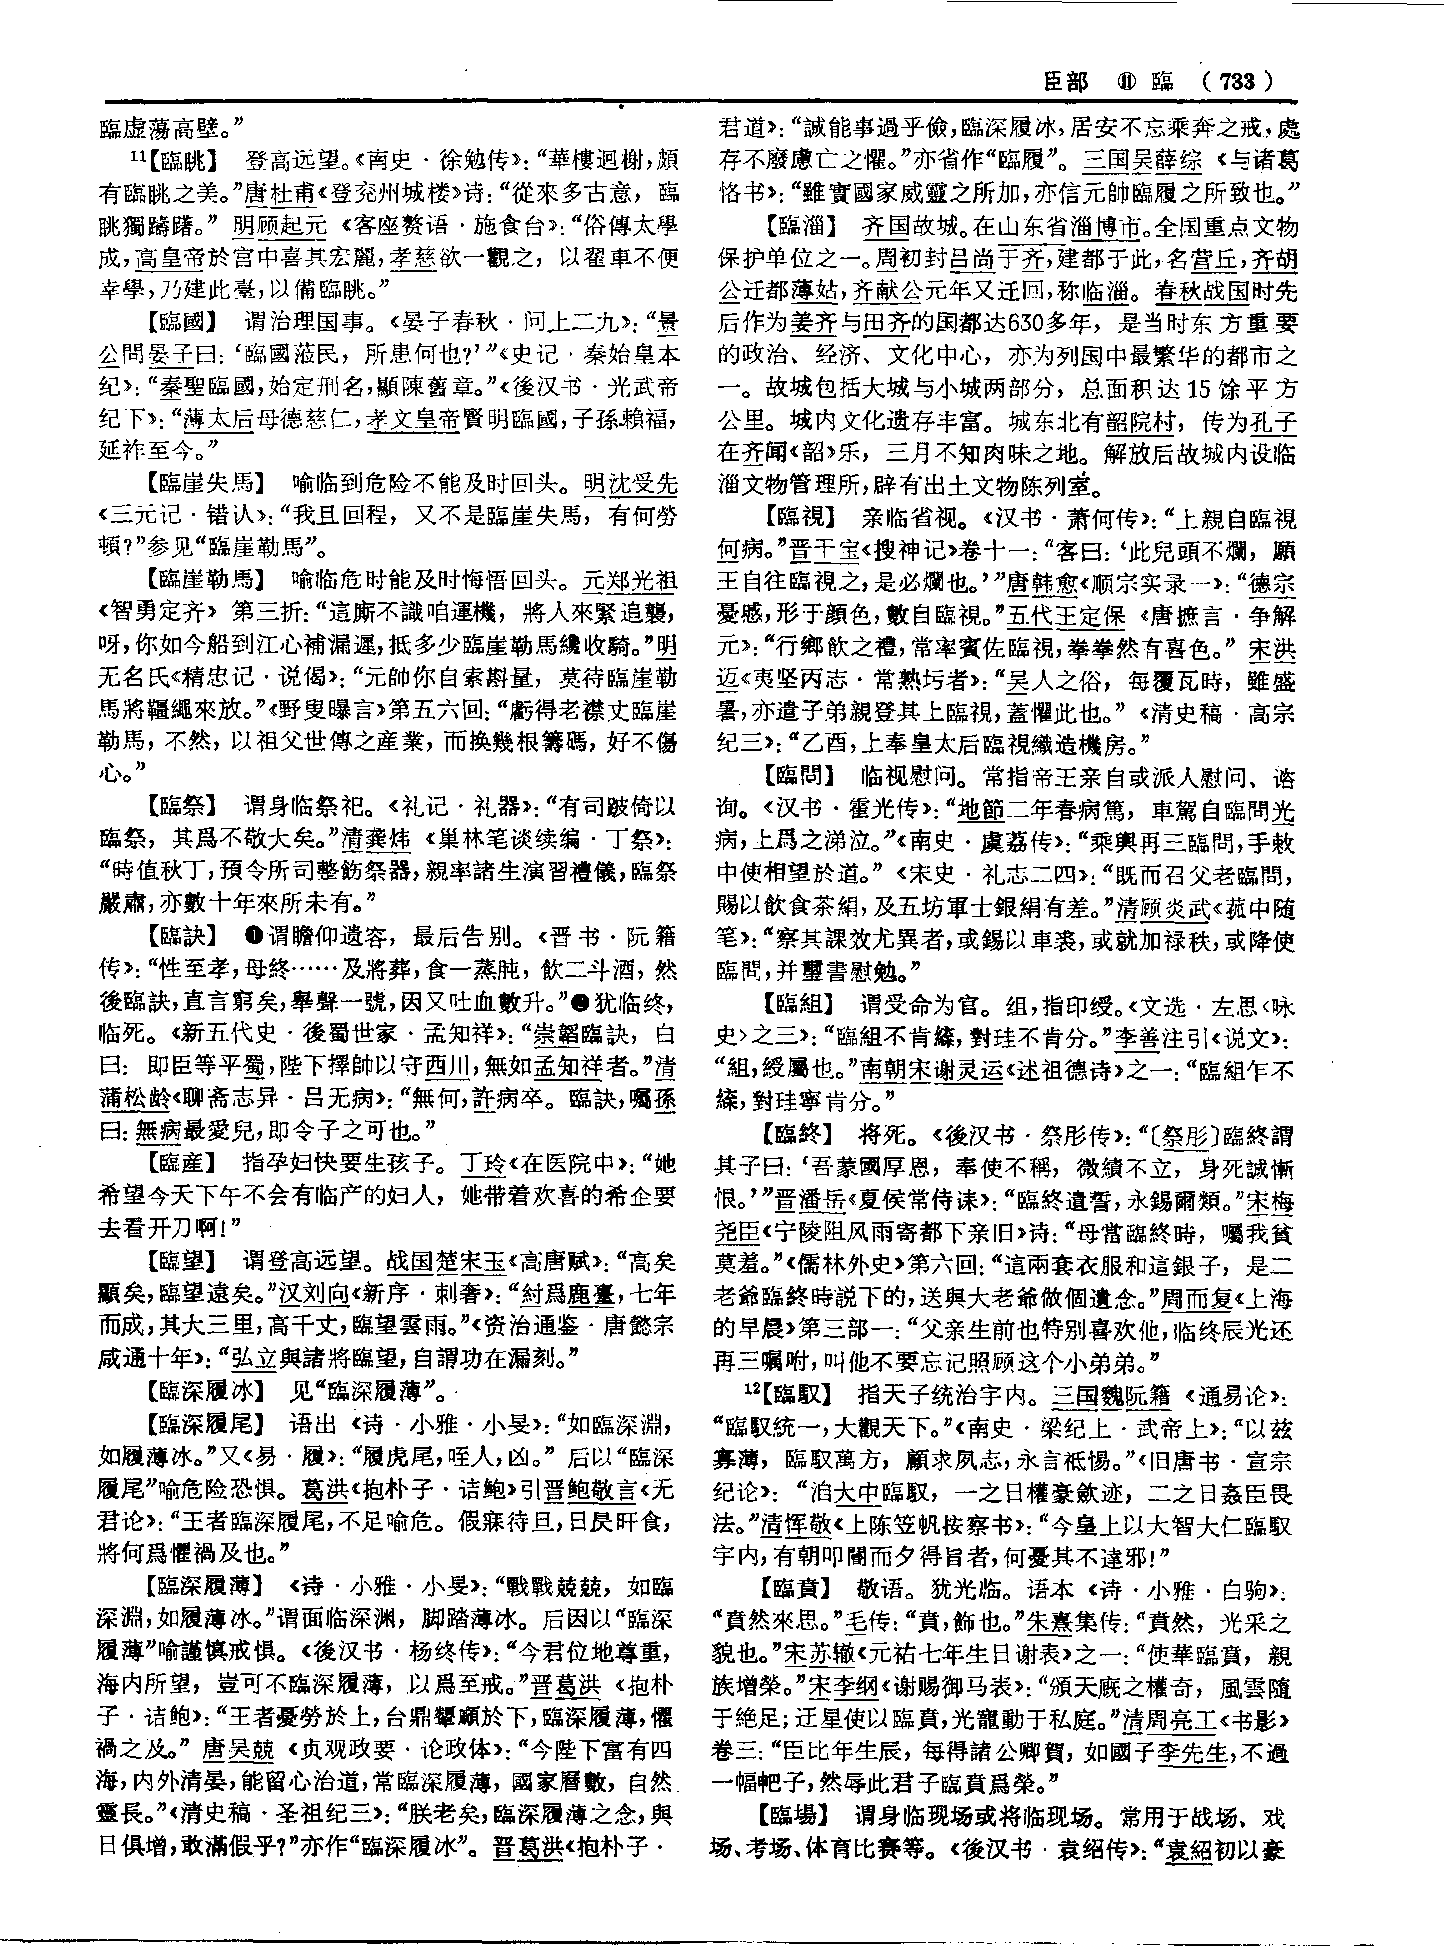 臣部 ⑪ 臨 （733）
臨虛蕩高壁。”
11【臨眺】 登高远望。《南史·徐勉传》：“華樓迥榭，頗
有臨眺之美。”唐杜甫《登兖州城楼》诗：“從來多古意，臨
眺獨躊躇。” 明顾起元《客座赘语·施食台》：“俗傳太學
成，高皇帝於宫中喜其宏麗，孝慈欲一觀之，以翟車不便
幸學，乃建此臺，以備臨眺。”
【臨國】 谓治理国事。《晏子春秋·问上二九》：“景
公問晏子曰：‘臨國蒞民，所患何也？’”《史记·秦始皇本
纪》：“秦聖臨國，始定刑名，顯陳舊章。”《後汉书·光武帝
纪下》：“薄太后母德慈仁，孝文皇帝賢明臨國，子孫賴福，
延祚至今。”
【臨崖失馬】 喻临到危险不能及时回头。明沈受先
《三元记·错认》：“我且回程，又不是臨崖失馬，有何勞
頓？”参见“臨崖勒馬”。
【臨崖勒馬】 喻临危时能及时悔悟回头。元郑光祖
《智勇定齐》第三折：“這厮不識咱運機，將人來緊追襲，
呀，你如今船到江心補漏遲，抵多少臨崖勒馬纔收騎。”明
无名氏《精忠记·说偈》：“元帥你自索斟量，莫待臨崖勒
馬將韁繩來放。”《野叟曝言》第五六回：“虧得老襟丈臨崖
勒馬，不然，以祖父世傳之産業，而换幾根籌碼，好不傷
心。”
【臨祭】 谓身临祭祀。《礼记·礼器》：“有司跛倚以
臨祭，其爲不敬大矣。”清龚炜《巢林笔谈续编·丁祭》：
“時值秋丁，預令所司整飭祭器，親率諸生演習禮儀，臨祭
嚴肅，亦數十年來所未有。”
【臨訣】 ❶谓瞻仰遗容，最后告别。《晋书·阮籍
传》：“性至孝，母終……及將葬，食一蒸肫，飲二斗酒，然
後臨訣，直言窮矣，舉聲一號，因又吐血數升。”❷犹临终，
临死。《新五代史·後蜀世家·孟知祥》：“崇韜臨訣，白
曰：即臣等平蜀，陛下擇帥以守西川，無如孟知祥者。”清
蒲松龄《聊斋志异·吕无病》：“無何，許病卒。臨訣，囑孫
曰：無病最愛兒，即令子之可也。”
【臨産】 指孕妇快要生孩子。丁玲《在医院中》：“她
希望今天下午不会有临产的妇人，她带着欢喜的希企要
去看开刀啊！”
【臨望】 谓登高远望。战国楚宋玉《高唐赋》：“高矣
顯矣，臨望遠矣。”汉刘向《新序·刺奢》：“紂爲鹿臺，七年
而成，其大三里，高千丈，臨望雲雨。”《资治通鉴·唐懿宗
咸通十年》：“弘立與諸將臨望，自謂功在漏刻。”
【臨深履冰】 见“臨深履薄”。
【臨深履尾】 语出《诗·小雅·小旻》：“如臨深淵，
如履薄冰。”又《易·履》：“履虎尾，咥人，凶。” 后以“臨深
履尾”喻危险恐惧。葛洪《抱朴子·诘鲍》引晋鲍敬言《无
君论》：“王者臨深履尾，不足喻危。假寐待旦，日昃旰食，
將何爲懼禍及也。”
【臨深履薄】 《诗·小雅·小旻》：“戰戰兢兢，如臨
深淵，如履薄冰。”谓面临深渊，脚踏薄冰。后因以“臨深
履薄”喻謹慎戒惧。《後汉书·杨终传》：“今君位地尊重，
海内所望，豈可不臨深履薄，以爲至戒。”晋葛洪《抱朴
子·诘鲍》：“王者憂勞於上，台鼎顰顣於下，臨深履薄，懼
禍之及。” 唐吴兢《贞观政要·论政体》：“今陛下富有四
海，内外清晏，能留心治道，常臨深履薄，國家曆數，自然
靈長。”《清史稿·圣祖纪三》：“朕老矣，臨深履薄之念，與
日俱增，敢滿假乎？”亦作“臨深履冰”。晋葛洪《抱朴子·
君道》：“誠能事過乎儉，臨深履冰，居安不忘乘奔之戒，處
存不廢慮亡之懼。”亦省作“臨履”。三国吴薛综《与诸葛
恪书》：“雖實國家威靈之所加，亦信元帥臨履之所致也。”
【臨淄】 齐国故城。在山东省淄博市。全国重点文物
保护单位之一。周初封吕尚于齐，建都于此，名营丘，齐胡
公迁都薄姑，齐献公元年又迁回，称临淄。春秋战国时先
后作为姜齐与田齐的国都达630多年，是当时东方重要
的政治、经济、文化中心，亦为列国中最繁华的都市之
一。故城包括大城与小城两部分，总面积达15馀平方
公里。城内文化遗存丰富。城东北有韶院村，传为孔子
在齐闻《韶》乐，三月不知肉味之地。解放后故城内设临
淄文物管理所，辟有出土文物陈列室。
【臨視】 亲临省视。《汉书·萧何传》：“上親自臨視
何病。”晋干宝《搜神记》卷十一：“客曰：‘此兒頭不爛，願
王自往臨視之，是必爛也。’”唐韩愈《顺宗实录一》：“德宗
憂慼，形于顔色，數自臨視。”五代王定保《唐摭言·争解
元》：“行鄉飲之禮，常率賓佐臨視，拳拳然有喜色。” 宋洪
迈《夷坚丙志·常熟圬者》：“吴人之俗，每覆瓦時，雖盛
暑，亦遣子弟親登其上臨視，蓋懼此也。”《清史稿·高宗
纪三》：“乙酉，上奉皇太后臨視織造機房。”
【臨問】 临视慰问。常指帝王亲自或派人慰问、谘
询。《汉书·霍光传》：“地節二年春病篤，車駕自臨問光
病，上爲之涕泣。”《南史·虞荔传》：“乘輿再三臨問，手敕
中使相望於道。”《宋史·礼志二四》：“既而召父老臨問，
賜以飲食茶絹，及五坊軍士銀絹有差。”清顾炎武《菰中随
笔》：“察其課效尤異者，或錫以車裘，或就加禄秩，或降使
臨問，并璽書慰勉。”
【臨組】 谓受命为官。组，指印绶。《文选·左思〈咏
史〉之三》：“臨組不肯緤，對珪不肯分。”李善注引《说文》：
“組，綬屬也。”南朝宋谢灵运《述祖德诗》之一：“臨組乍不
緤，對珪寧肯分。”
【臨終】 将死。《後汉书·祭肜传》：“〔祭肜〕臨終謂
其子曰：‘吾蒙國厚恩，奉使不稱，微績不立，身死誠慚
恨。’”晋潘岳《夏侯常侍诔》：“臨終遺誓，永錫爾類。”宋梅
尧臣《宁陵阻风雨寄都下亲旧》诗：“母當臨終時，囑我貧
莫羞。”《儒林外史》第六回：“這兩套衣服和這銀子，是二
老爺臨終時説下的，送與大老爺做個遺念。”周而复《上海
的早晨》第三部一：“父亲生前也特别喜欢他，临终辰光还
再三嘱咐，叫他不要忘记照顾这个小弟弟。”
12【臨馭】 指天子统治宇内。三国魏阮籍《通易论》：
“臨馭統一，大觀天下。”《南史·梁纪上·武帝上》：“以兹
寡薄，臨馭萬方，顧求夙志，永言祗惕。”《旧唐书·宣宗
纪论》：“洎大中臨馭，一之日權豪斂迹，二之日姦臣畏
法。”清恽敬《上陈笠帆按察书》：“今皇上以大智大仁臨馭
宇内，有朝叩閽而夕得旨者，何憂其不達邪！”
【臨賁】 敬语。犹光临。语本《诗·小雅·白驹》：
“賁然來思。”毛传：“賁，飾也。”朱熹集传：“賁然，光采之
貌也。”宋苏辙《元祐七年生日谢表》之一：“使華臨賁，親
族增榮。”宋李纲《谢赐御马表》：“頒天厩之權奇，風雲隨
于絶足；迂星使以臨賁，光寵動于私庭。”清周亮工《书影》
卷三：“臣比年生辰，每得諸公卿賀，如國子李先生，不過
一幅帊子，然辱此君子臨賁爲榮。”
【臨場】 谓身临现场或将临现场。常用于战场、戏
场、考场、体育比赛等。《後汉书·袁绍传》：“袁紹初以豪